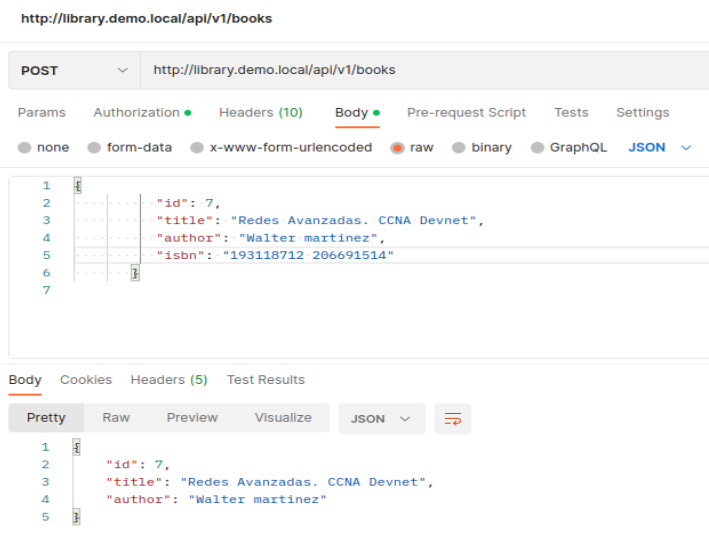 http://library.demo.local/api/v1/books
POST http://library.demo.local/api/v1/books
Params Authorization Headers (10) Body Pre-request Script Tests Settings
none form-data x-www-form-urlencoded raw binary GraphQL JSON
1 {
2 "id": 7,
3 "title": "Redes Avanzadas. CCNA Devnet",
4 "author": "Walter martinez",
5 "isbn": "193118712 206691514"
6 }
7
Body Cookies Headers (5) Test Results
Pretty Raw Preview Visualize JSON
1 {
2 "id": 7,
3 "title": "Redes Avanzadas. CCNA Devnet",
4 "author": "Walter martinez"
5 }